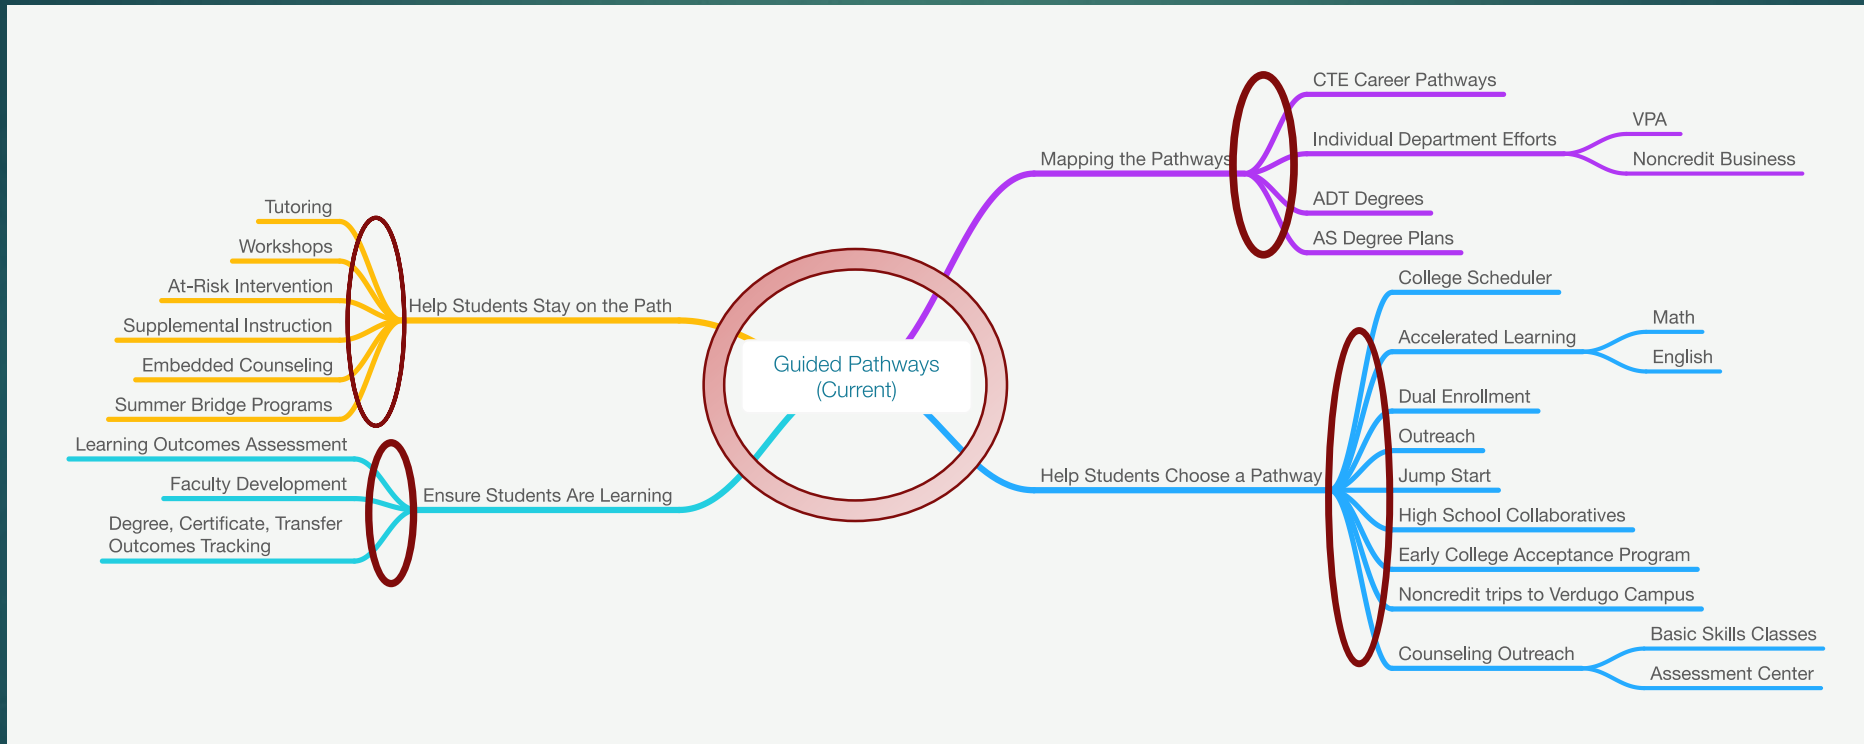 Guided Pathways
(Current)
Mapping the Pathways
CTE Career Pathways
Individual Department Efforts
VPA
Noncredit Business
ADT Degrees
AS Degree Plans
Help Students Choose a Pathway
College Scheduler
Accelerated Learning
Math
English
Dual Enrollment
Outreach
Jump Start
High School Collaboratives
Early College Acceptance Program
Noncredit trips to Verdugo Campus
Counseling Outreach
Basic Skills Classes
Assessment Center
Help Students Stay on the Path
Tutoring
Workshops
At-Risk Intervention
Supplemental Instruction
Embedded Counseling
Summer Bridge Programs
Ensure Students Are Learning
Learning Outcomes Assessment
Faculty Development
Degree, Certificate, Transfer
Outcomes Tracking